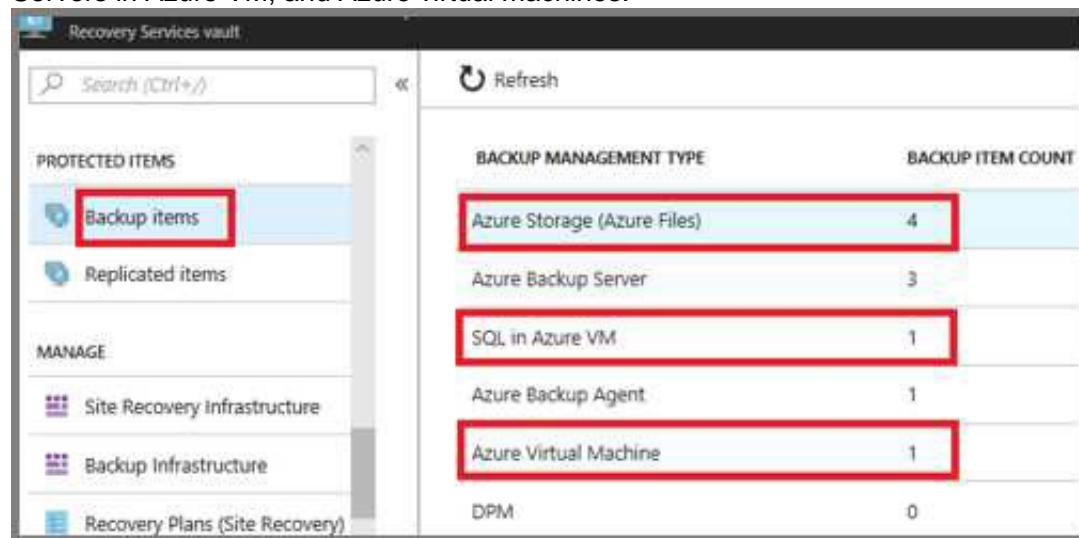 Servers in Azure VM, and Azure virtual machines.
Recovery Services vault
Search (Ctrl+/)
«
Refresh
PROTECTED ITEMS
Backup items
Replicated items
MANAGE
Site Recovery Infrastructure
Backup Infrastructure
Recovery Plans (Site Recovery)
BACKUP MANAGEMENT TYPE BACKUP ITEM COUNT
Azure Storage (Azure Files) 4
Azure Backup Server 3
SQL in Azure VM 1
Azure Backup Agent 1
Azure Virtual Machine 1
DPM 0